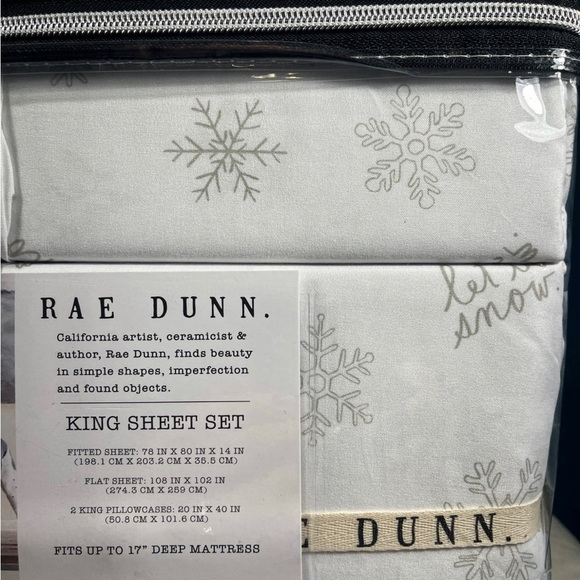 let it
snow.
RAE DUNN.
California artist, ceramicist &
author, Rae Dunn, finds beauty
in simple shapes, imperfection
and found objects.
KING SHEET SET
FITTED SHEET: 78 IN X 80 IN X 14 IN
(198.1 CM X 203.2 CM X 35.5 CM)
FLAT SHEET: 108 IN X 102 IN
(274.3 CM X 259 CM)
2 KING PILLOWCASES: 20 IN X 40 IN
(50.8 CM X 101.6 CM)
FITS UP TO 17" DEEP MATTRESS
E DUNN.